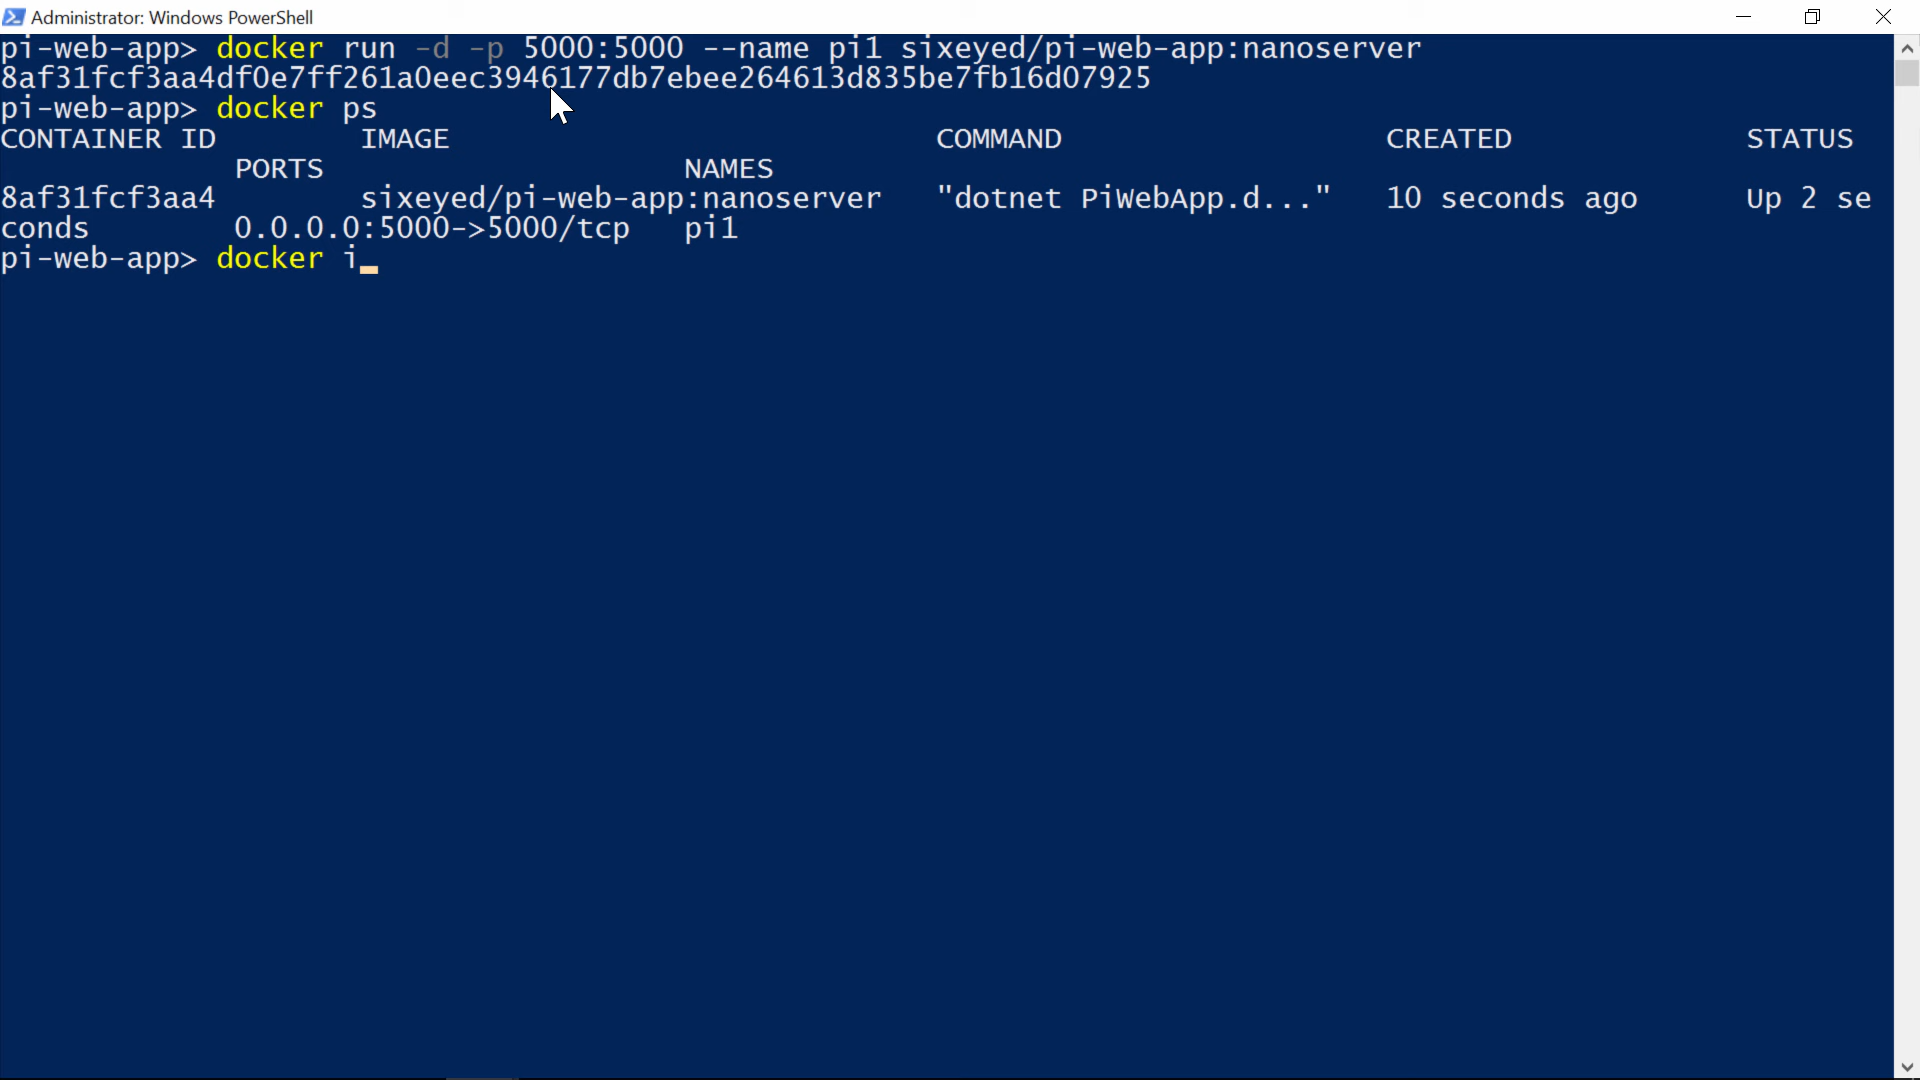 Administrator: Windows PowerShell
pi-web-app> docker run -d -p 5000:5000 --name pi1 sixeyed/pi-web-app:nanoserver
8af31fcf3aa4df0e7ff261a0eec3946177db7ebee264613d835be7fb16d07925
pi-web-app> docker ps
CONTAINER ID        IMAGE                           COMMAND                  CREATED             STATUS
             PORTS                    NAMES
8af31fcf3aa4        sixeyed/pi-web-app:nanoserver   "dotnet PiWebApp.d..."   10 seconds ago      Up 2 se
conds        0.0.0.0:5000->5000/tcp   pi1
pi-web-app> docker i_